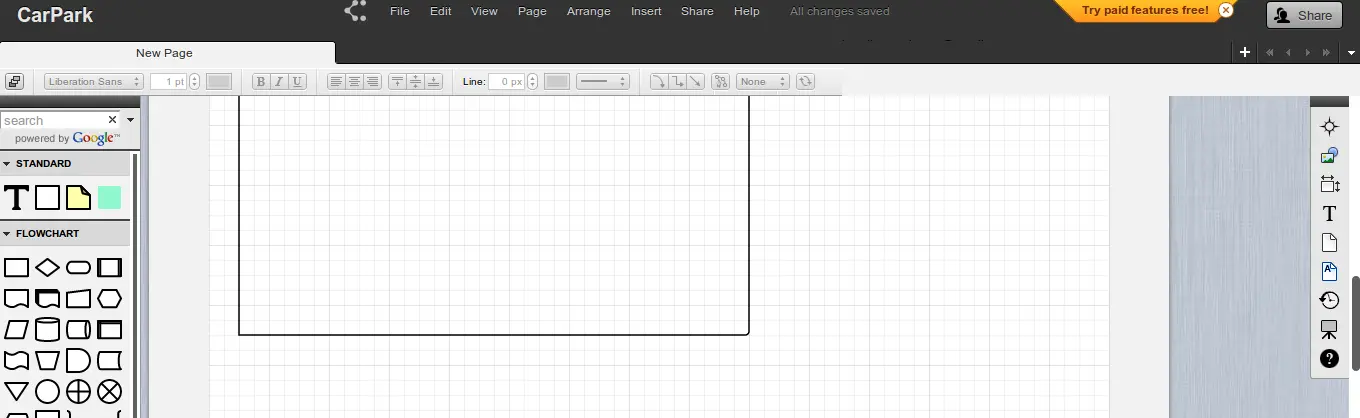 CarPark
File Edit View Page Arrange Insert Share Help All changes saved
Try paid features free!
Share
New Page
Liberation Sans 1 pt B I U Line: 0 px None
search
powered by Google™
STANDARD
T
FLOWCHART
T
A
?